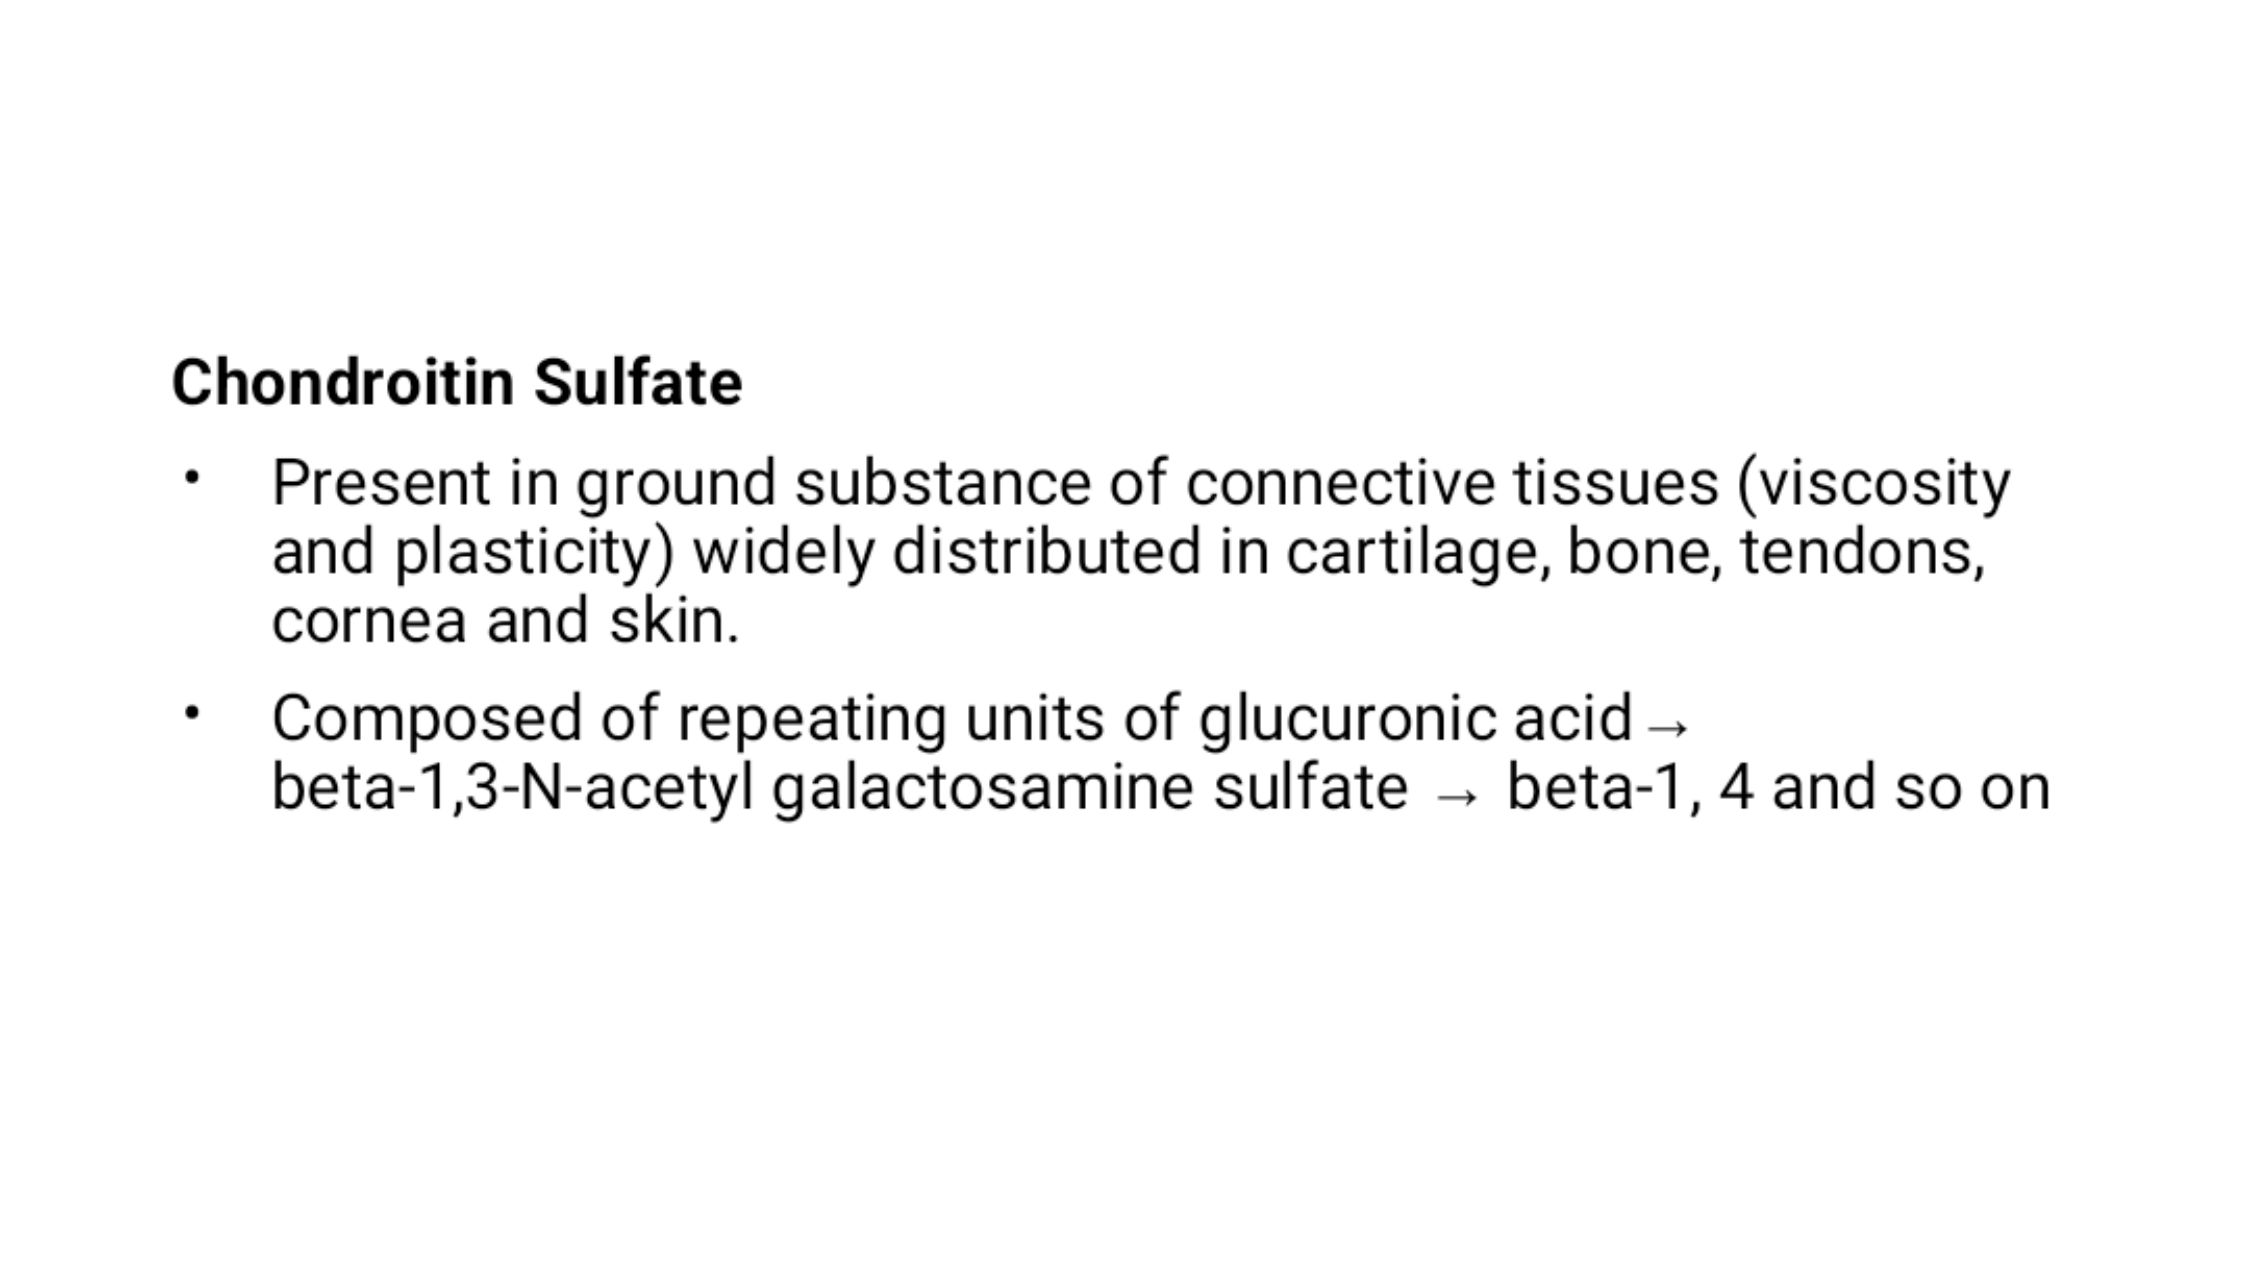 Chondroitin Sulfate
• Present in ground substance of connective tissues (viscosity
and plasticity) widely distributed in cartilage, bone, tendons,
cornea and skin.
• Composed of repeating units of glucuronic acid →
beta-1,3-N-acetyl galactosamine sulfate → beta-1, 4 and so on